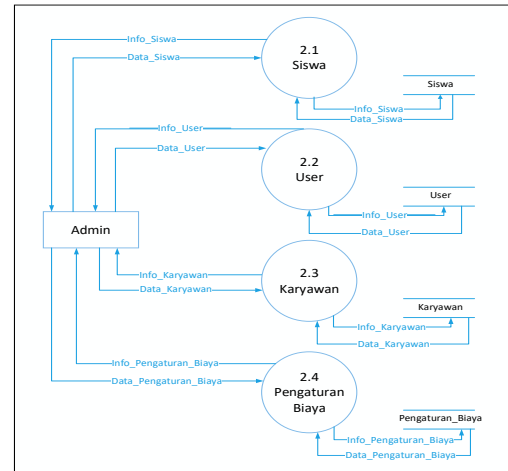 Info_Siswa
Data_Siswa
2.1
Siswa
Siswa
Info_Siswa
Data_Siswa
Info_User
Data_User
2.2
User
User
Info_User
Data_User
Admin
Info_Karyawan
Data_Karyawan
2.3
Karyawan
Karyawan
Info_Karyawan
Data_Karyawan
Info_Pengaturan_Biaya
Data_Pengaturan_Biaya
2.4
Pengaturan
Biaya
Pengaturan_Biaya
Info_Pengaturan_Biaya
Data_Pengaturan_Biaya